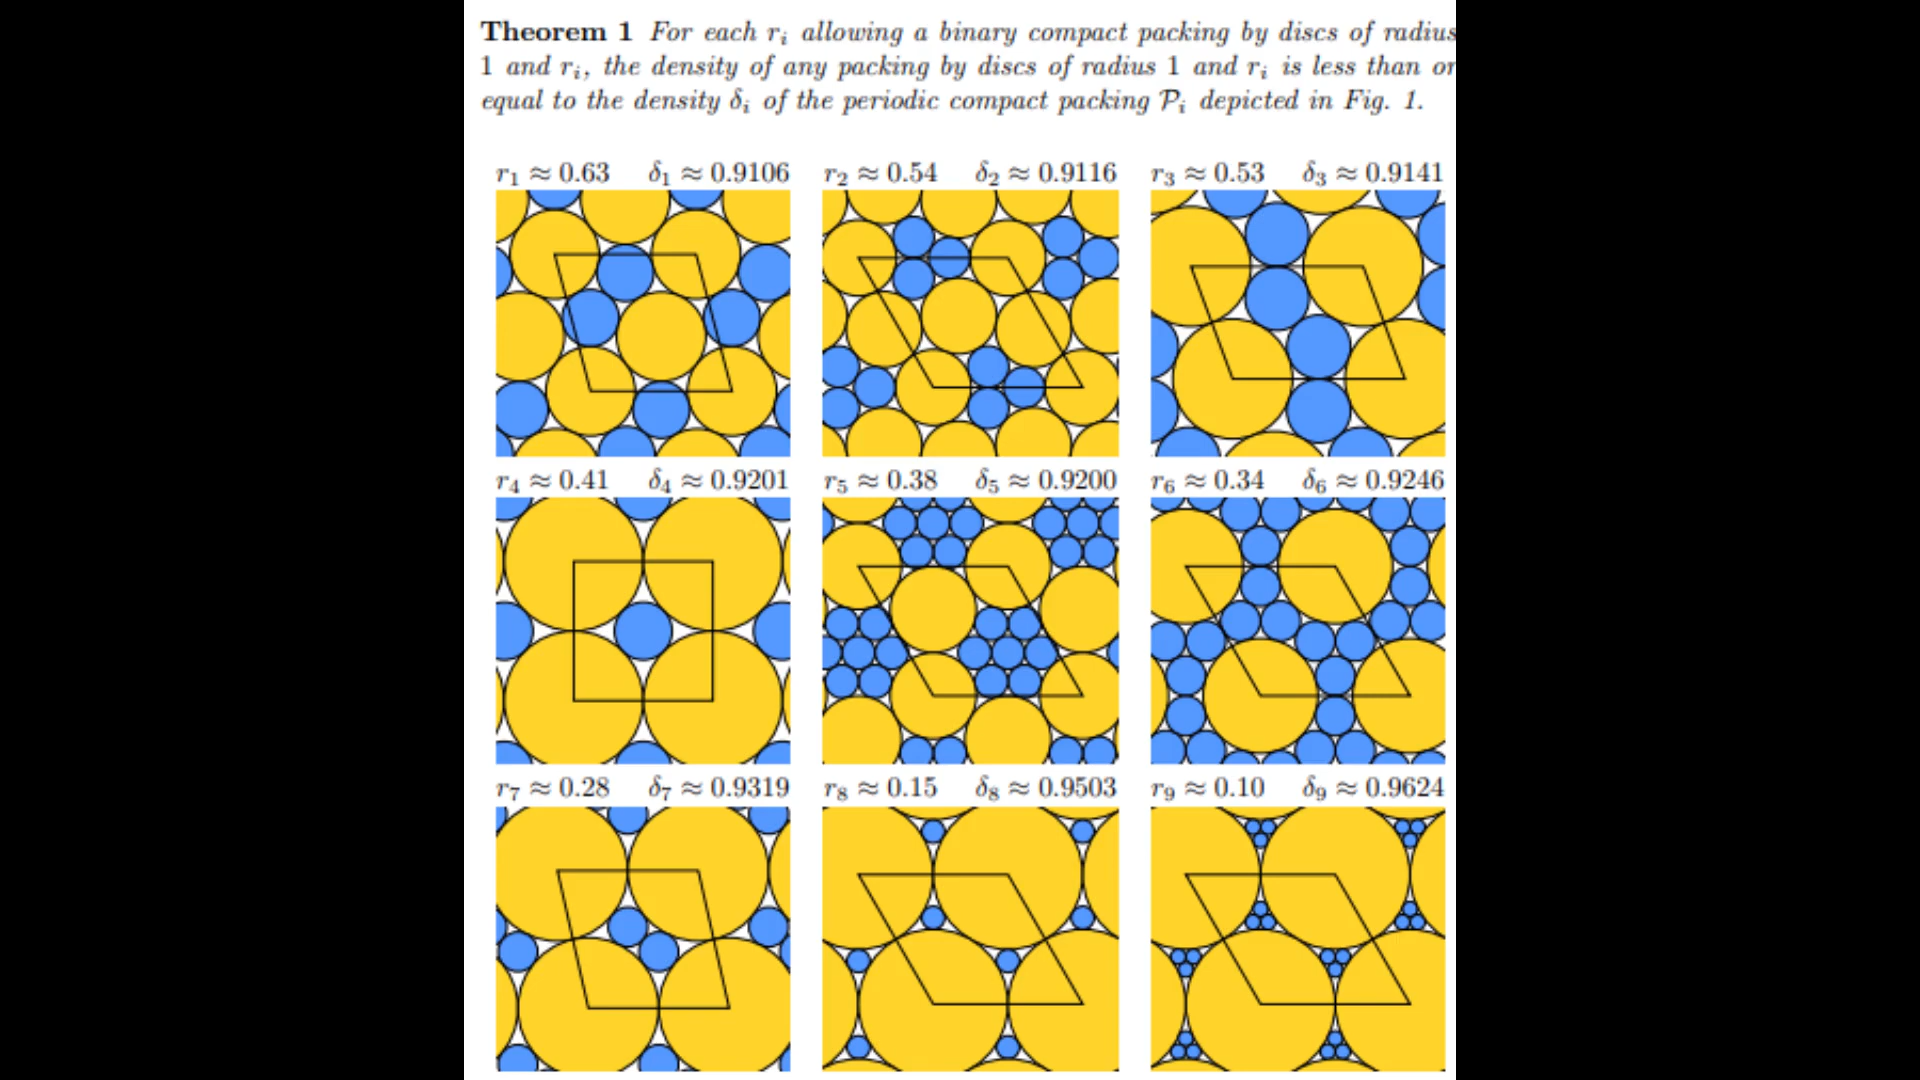 Theorem 1 For each rᵢ allowing a binary compact packing by discs of radius
1 and rᵢ, the density of any packing by discs of radius 1 and rᵢ is less than or
equal to the density δᵢ of the periodic compact packing 𝒫ᵢ depicted in Fig. 1.
r₁ ≈ 0.63 δ₁ ≈ 0.9106 r₂ ≈ 0.54 δ₂ ≈ 0.9116 r₃ ≈ 0.53 δ₃ ≈ 0.9141
r₄ ≈ 0.41 δ₄ ≈ 0.9201 r₅ ≈ 0.38 δ₅ ≈ 0.9200 r₆ ≈ 0.34 δ₆ ≈ 0.9246
r₇ ≈ 0.28 δ₇ ≈ 0.9319 r₈ ≈ 0.15 δ₈ ≈ 0.9503 r₉ ≈ 0.10 δ₉ ≈ 0.9624